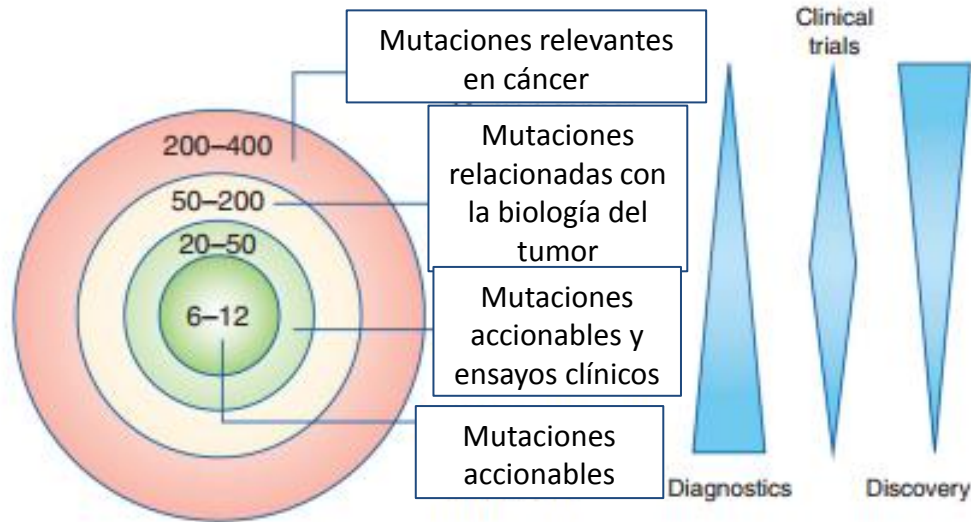 Mutaciones relevantes
en cáncer
Clinical
trials
200–400
Mutaciones
relacionadas con
la biología del
tumor
50–200
20–50
6–12
Mutaciones
accionables y
ensayos clínicos
Mutaciones
accionables
Diagnostics
Discovery